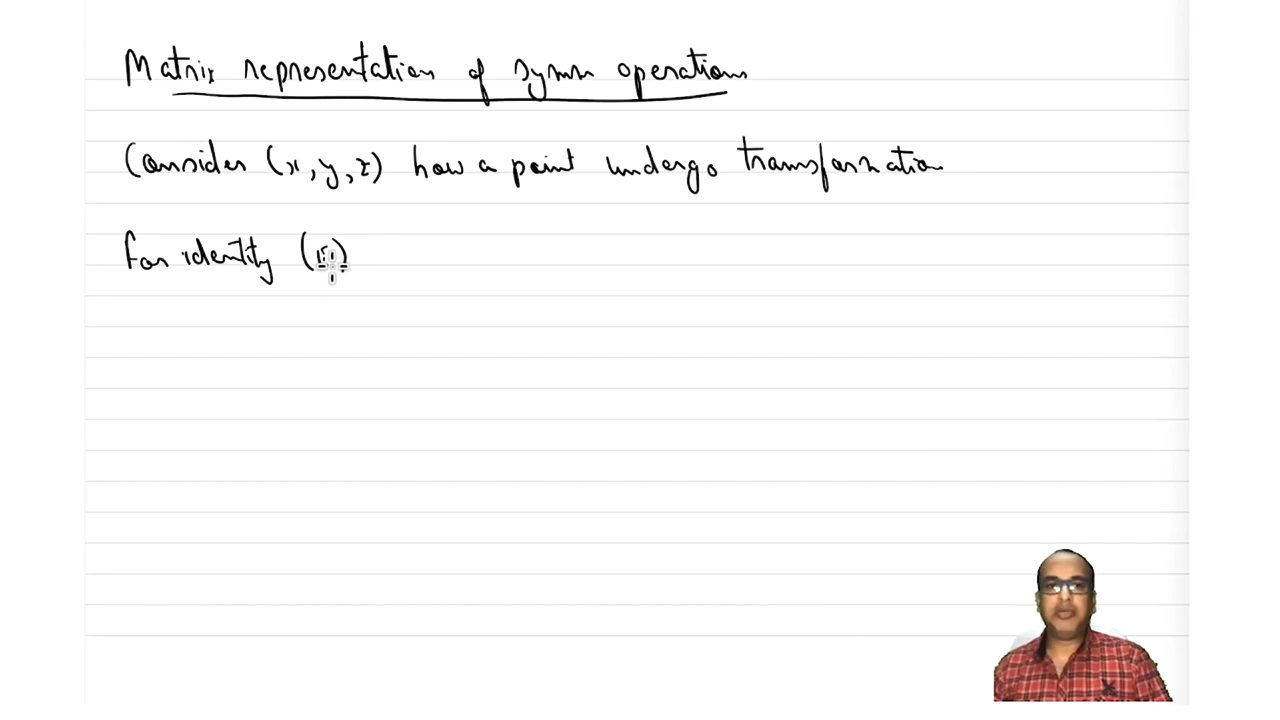 Matrix representation of symm operations
Consider (x, y, z) how a point undergo transformation
For identity (E)